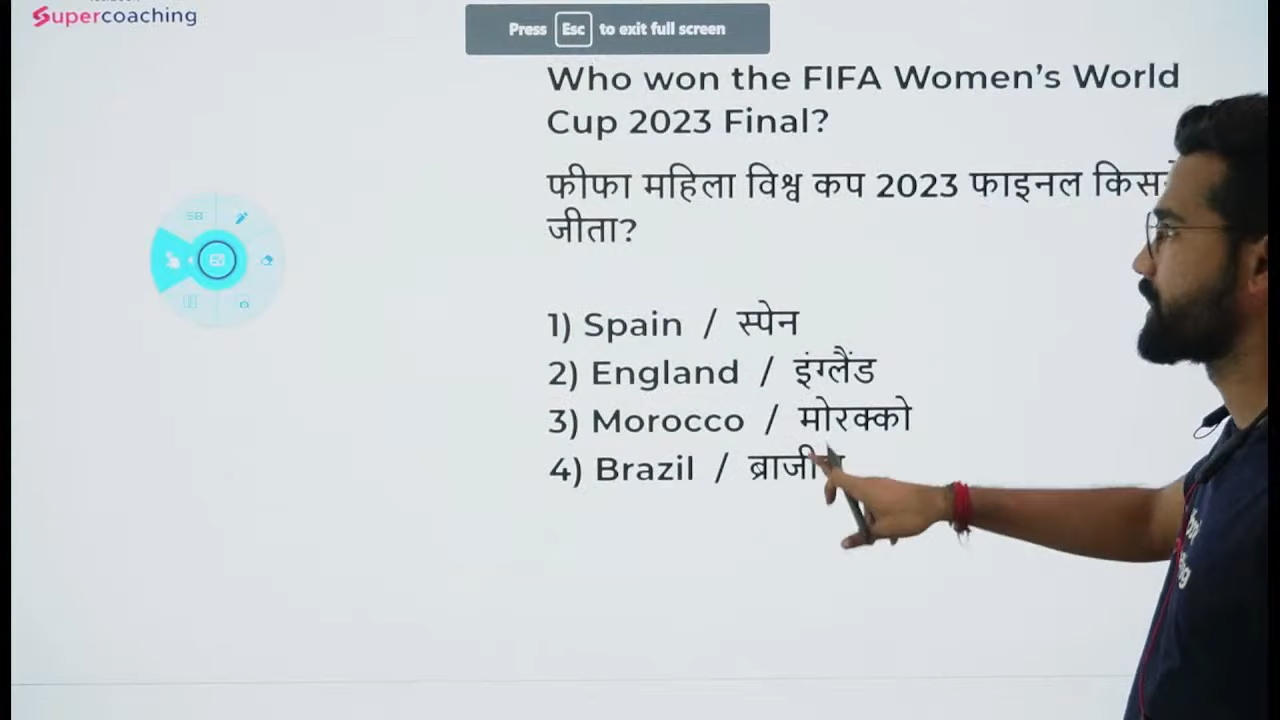 Supercoaching
Press Esc to exit full screen
Who won the FIFA Women's World
Cup 2023 Final?
फीफा महिला विश्व कप 2023 फाइनल
जीता?
1) Spain / स्पेन
2) England / इंग्लैंड
3) Morocco / मोरक्को
4) Brazil /